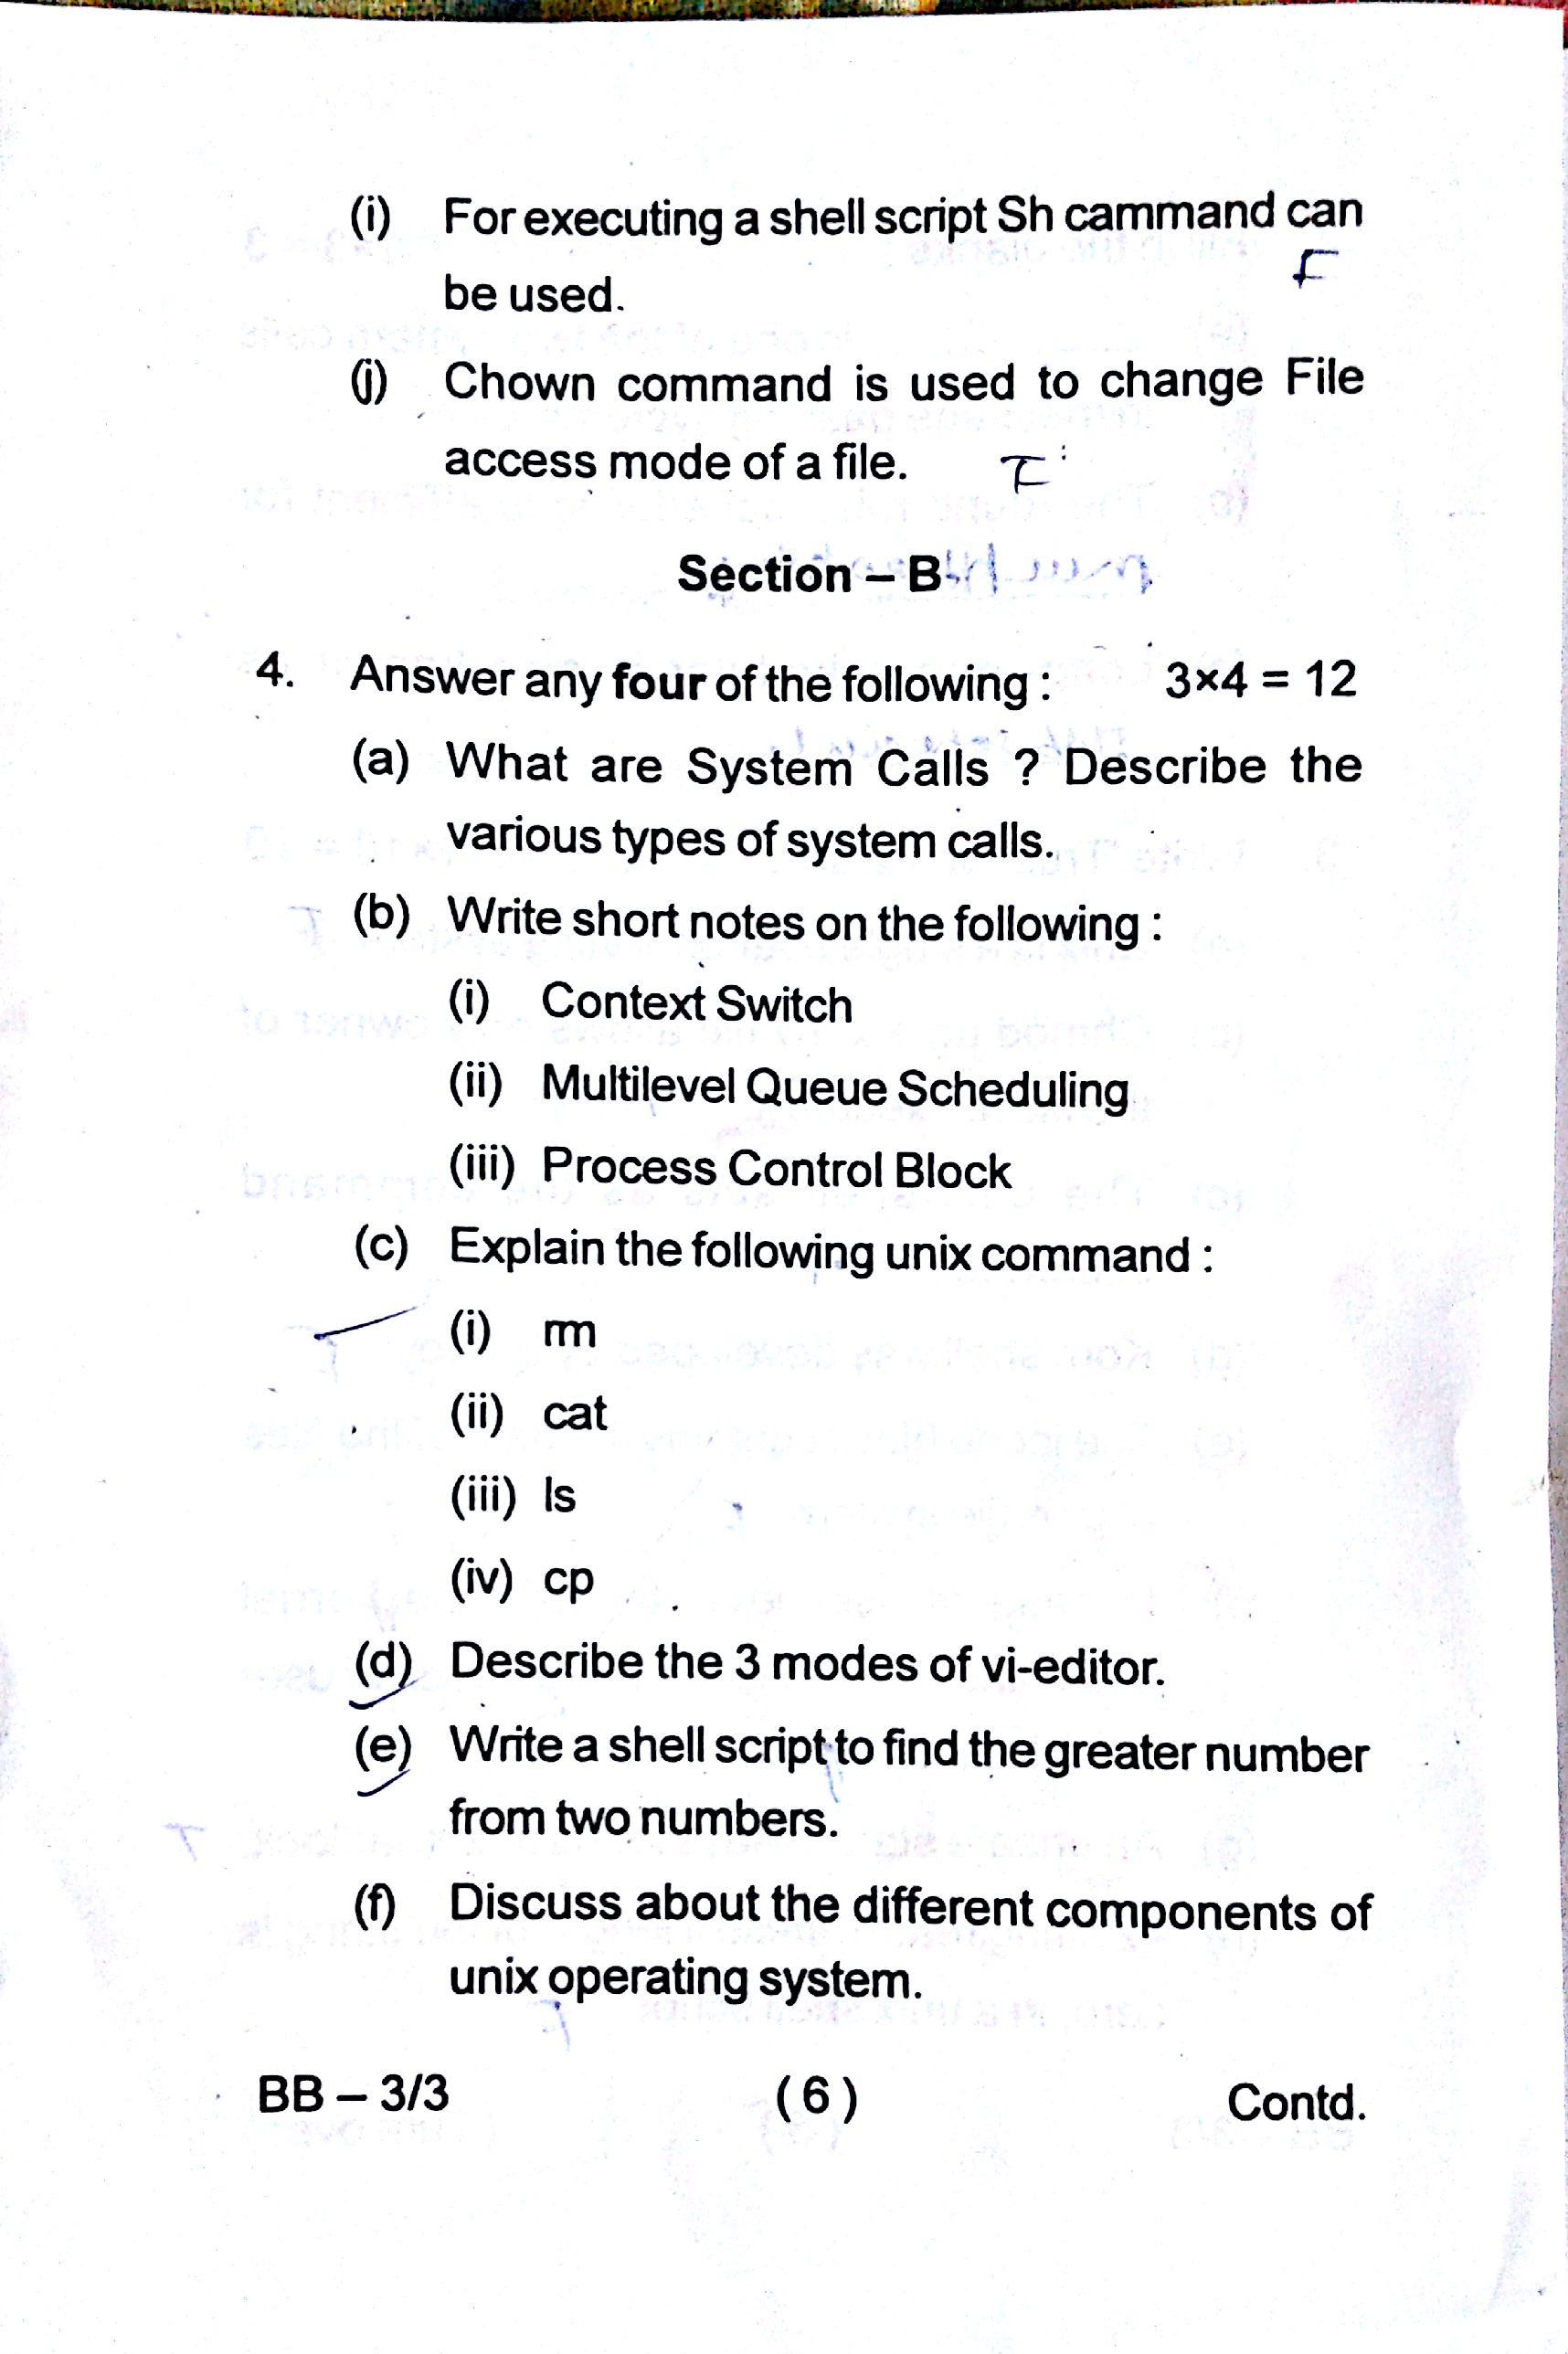 (i) For executing a shell script Sh cammand can
F
be used.
(j) Chown command is used to change File
access mode of a file. F
Section – B
4. Answer any four of the following : 3×4 = 12
(a) What are System Calls ? Describe the
various types of system calls.
(b) Write short notes on the following :
(i) Context Switch
(ii) Multilevel Queue Scheduling
(iii) Process Control Block
(c) Explain the following unix command :
(i) rm
(ii) cat
(iii) ls
(iv) cp
(d) Describe the 3 modes of vi-editor.
(e) Write a shell script to find the greater number
from two numbers.
(f) Discuss about the different components of
unix operating system.
BB – 3/3 (6) Contd.